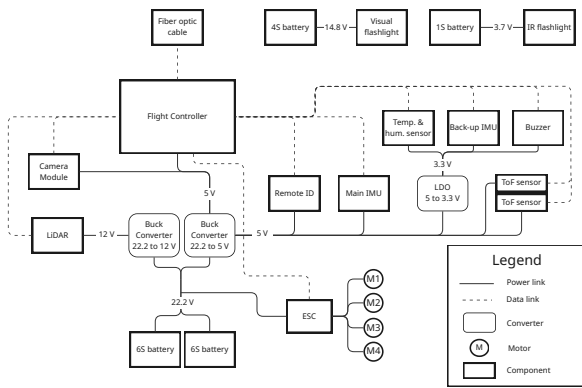 Fiber optic
cable
4S battery
14.8 V
Visual
flashlight
1S battery
3.7 V
IR flashlight
Flight Controller
Temp. &
hum. sensor
Back-up IMU
Buzzer
3.3 V
Camera
Module
5 V
Remote ID
Main IMU
LDO
5 to 3.3 V
ToF sensor
ToF sensor
LiDAR
12 V
Buck
Converter
22.2 to 12 V
Buck
Converter
22.2 to 5 V
5 V
22.2 V
ESC
M1
M2
M3
M4
6S battery
6S battery
Legend
Power link
Data link
Converter
M
Motor
Component